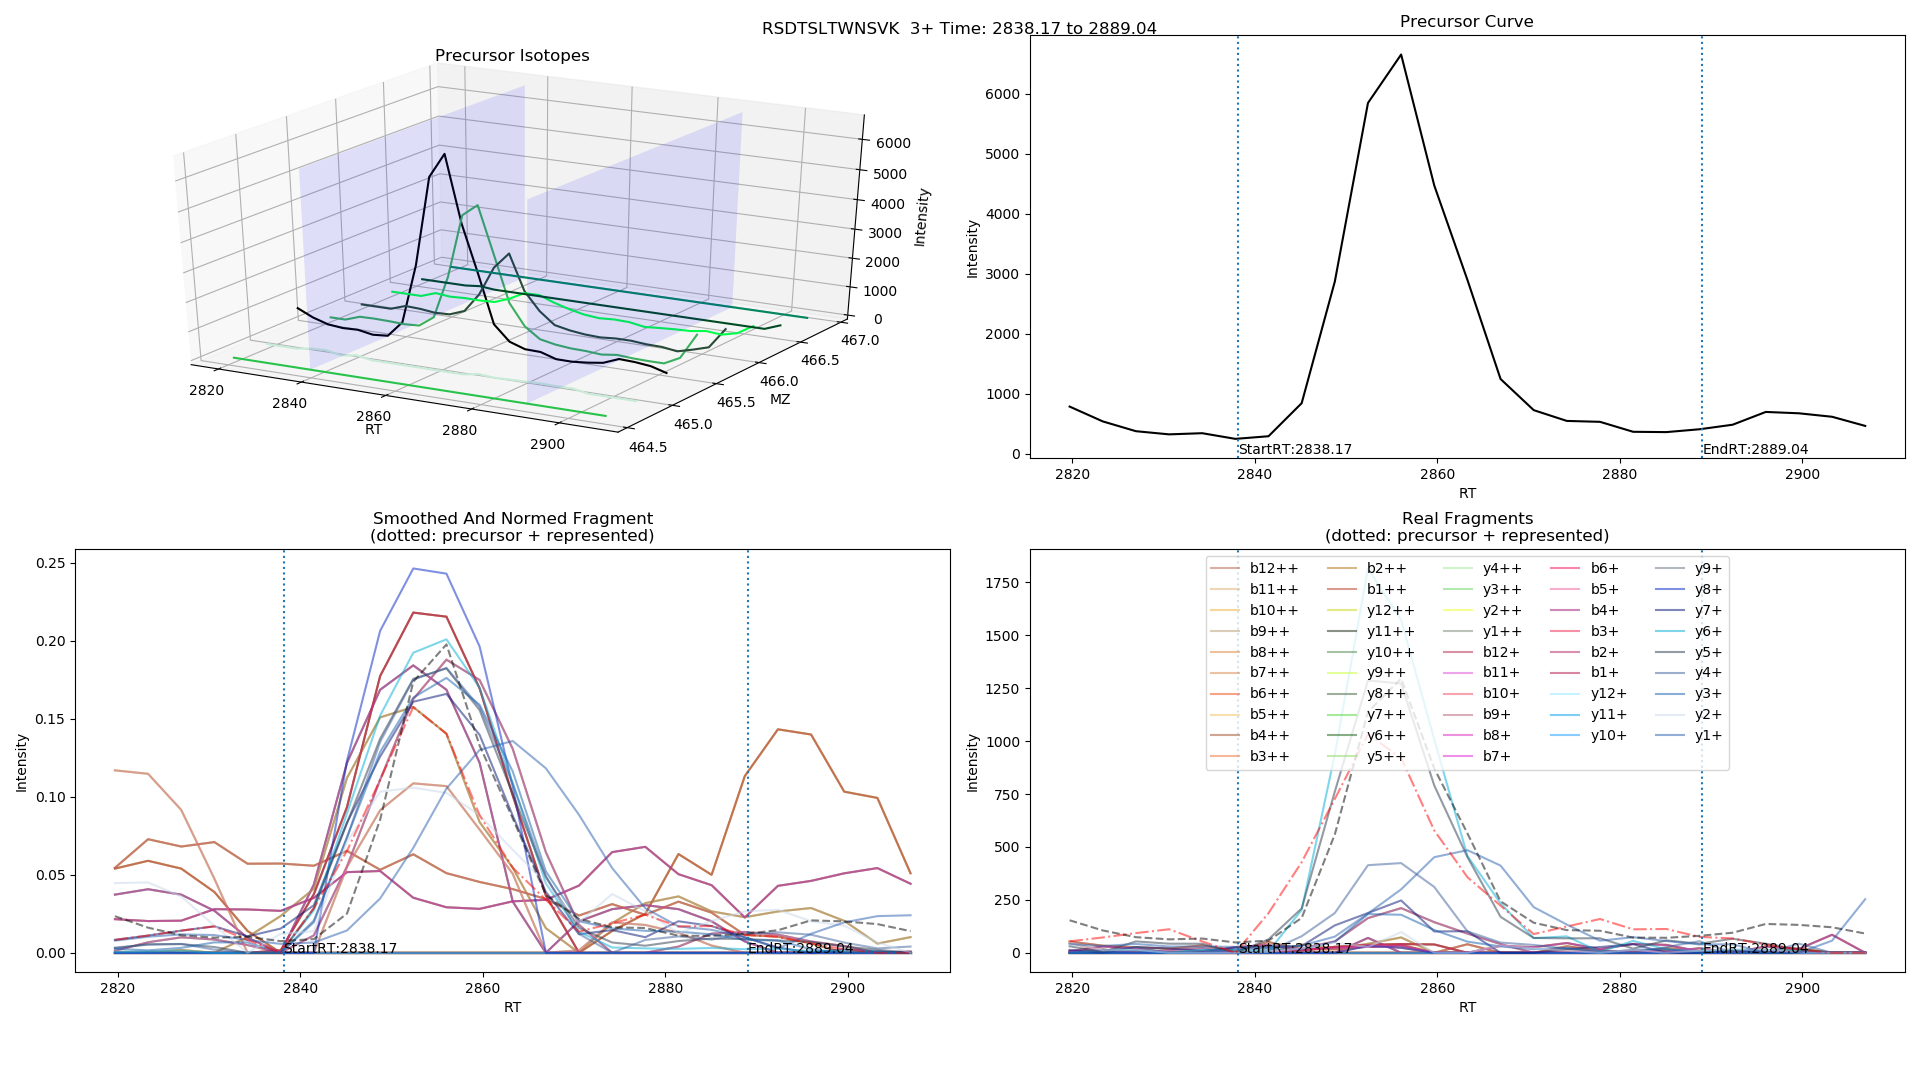 RSDTSLTWNSVK  3+ Time: 2838.17 to 2889.04
Precursor Isotopes
6000
5000
4000
3000
2000
1000
0
Intensity
2820
2840
2860
2880
2900
RT
464.5
465.0
465.5
466.0
466.5
467.0
MZ
Precursor Curve
6000
5000
4000
3000
2000
1000
0
Intensity
StartRT:2838.17
EndRT:2889.04
2820
2840
2860
2880
2900
RT
Smoothed And Normed Fragment
(dotted: precursor + represented)
0.25
0.20
0.15
0.10
0.05
0.00
Intensity
StartRT:2838.17
EndRT:2889.04
2820
2840
2860
2880
2900
RT
Real Fragments
(dotted: precursor + represented)
1750
1500
1250
1000
750
500
250
0
Intensity
b12++
b11++
b10++
b9++
b8++
b7++
b6++
b5++
b4++
b3++
b2++
b1++
y12++
y11++
y10++
y9++
y8++
y7++
y6++
y5++
y4++
y3++
y2++
y1++
b12+
b11+
b10+
b9+
b8+
b7+
b6+
b5+
b4+
b3+
b2+
b1+
y12+
y11+
y10+
y9+
y8+
y7+
y6+
y5+
y4+
y3+
y2+
y1+
StartRT:2838.17
EndRT:2889.04
2820
2840
2860
2880
2900
RT